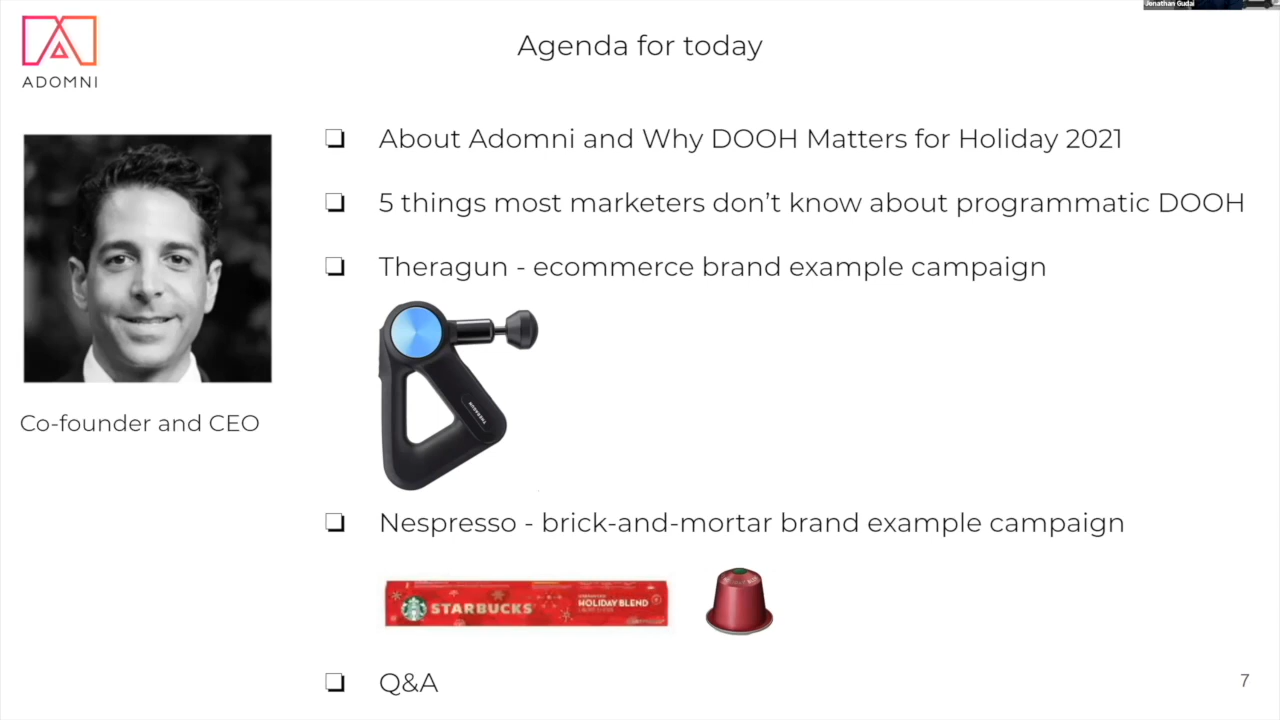 Jonathan Gudai
ADOMNI
Agenda for today
❏ About Adomni and Why DOOH Matters for Holiday 2021
❏ 5 things most marketers don’t know about programmatic DOOH
❏ Theragun - ecommerce brand example campaign
THERAGUN
Co-founder and CEO
❏ Nespresso - brick-and-mortar brand example campaign
STARBUCKS
HOLIDAY BLEND
❏ Q&A
7